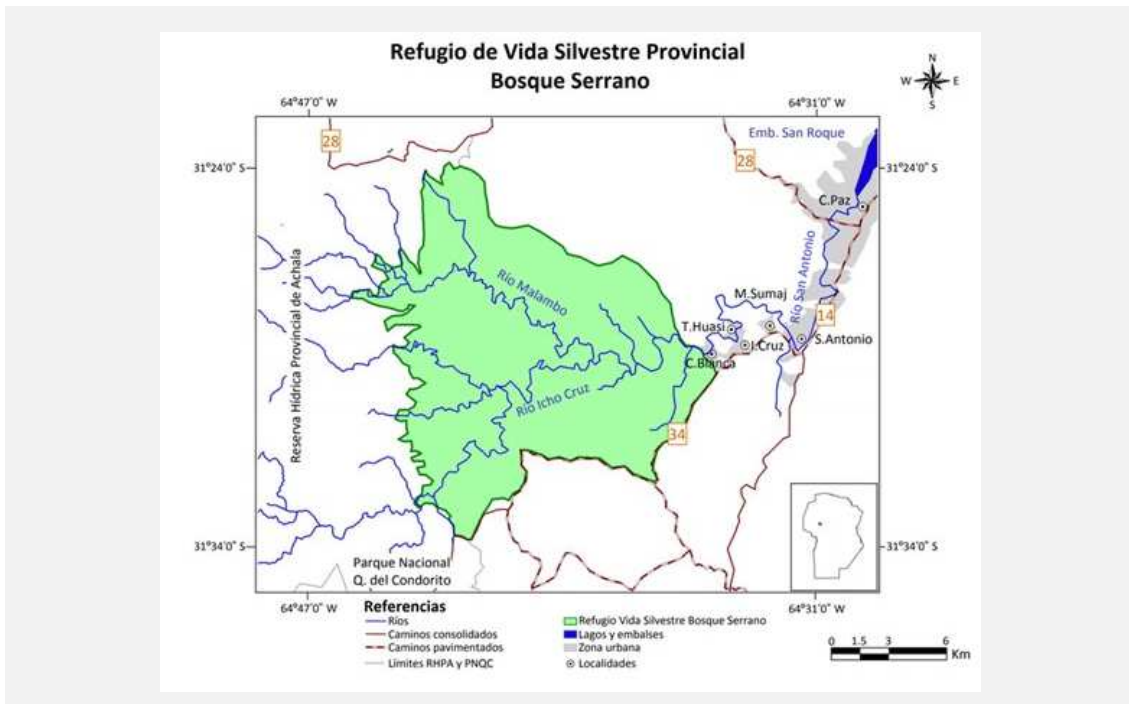 Refugio de Vida Silvestre Provincial
Bosque Serrano
N
W E
S
64°47'0" W
64°31'0" W
28
Emb. San Roque
28
31°24'0" S
31°24'0" S
C.Paz
Reserva Hídrica Provincial de Achala
Río Malambo
Río San Antonio
M.Sumaj
14
T.Huasi
S.Antonio
I.Cruz
C.Blanca
Río Icho Cruz
34
31°34'0" S
31°34'0" S
Parque Nacional
Q. del Condorito
64°47'0" W
64°31'0" W
Referencias
Ríos
Caminos consolidados
Caminos pavimentados
Límites RHPA y PNQC
Refugio Vida Silvestre Bosque Serrano
Lagos y embalses
Zona urbana
Localidades
0 1.5 3 6
Km